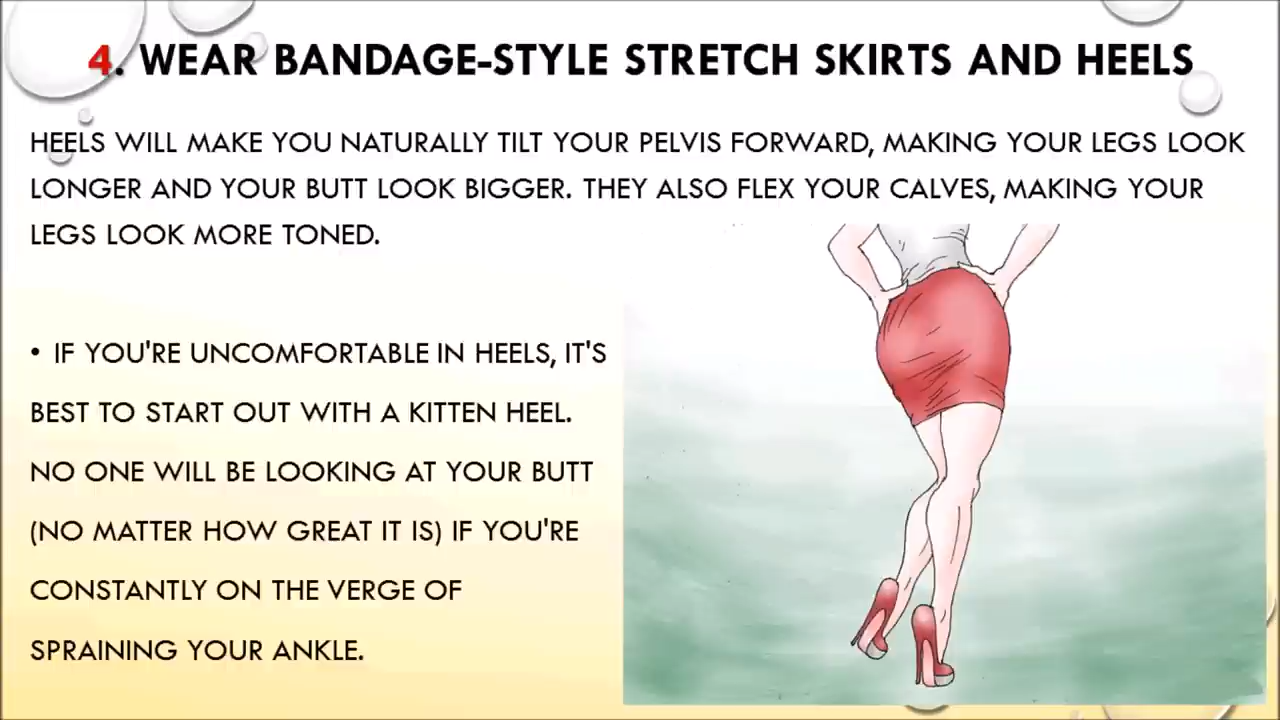 4. WEAR BANDAGE-STYLE STRETCH SKIRTS AND HEELS
HEELS WILL MAKE YOU NATURALLY TILT YOUR PELVIS FORWARD, MAKING YOUR LEGS LOOK
LONGER AND YOUR BUTT LOOK BIGGER. THEY ALSO FLEX YOUR CALVES, MAKING YOUR
LEGS LOOK MORE TONED.
• IF YOU'RE UNCOMFORTABLE IN HEELS, IT'S
BEST TO START OUT WITH A KITTEN HEEL.
NO ONE WILL BE LOOKING AT YOUR BUTT
(NO MATTER HOW GREAT IT IS) IF YOU'RE
CONSTANTLY ON THE VERGE OF
SPRAINING YOUR ANKLE.